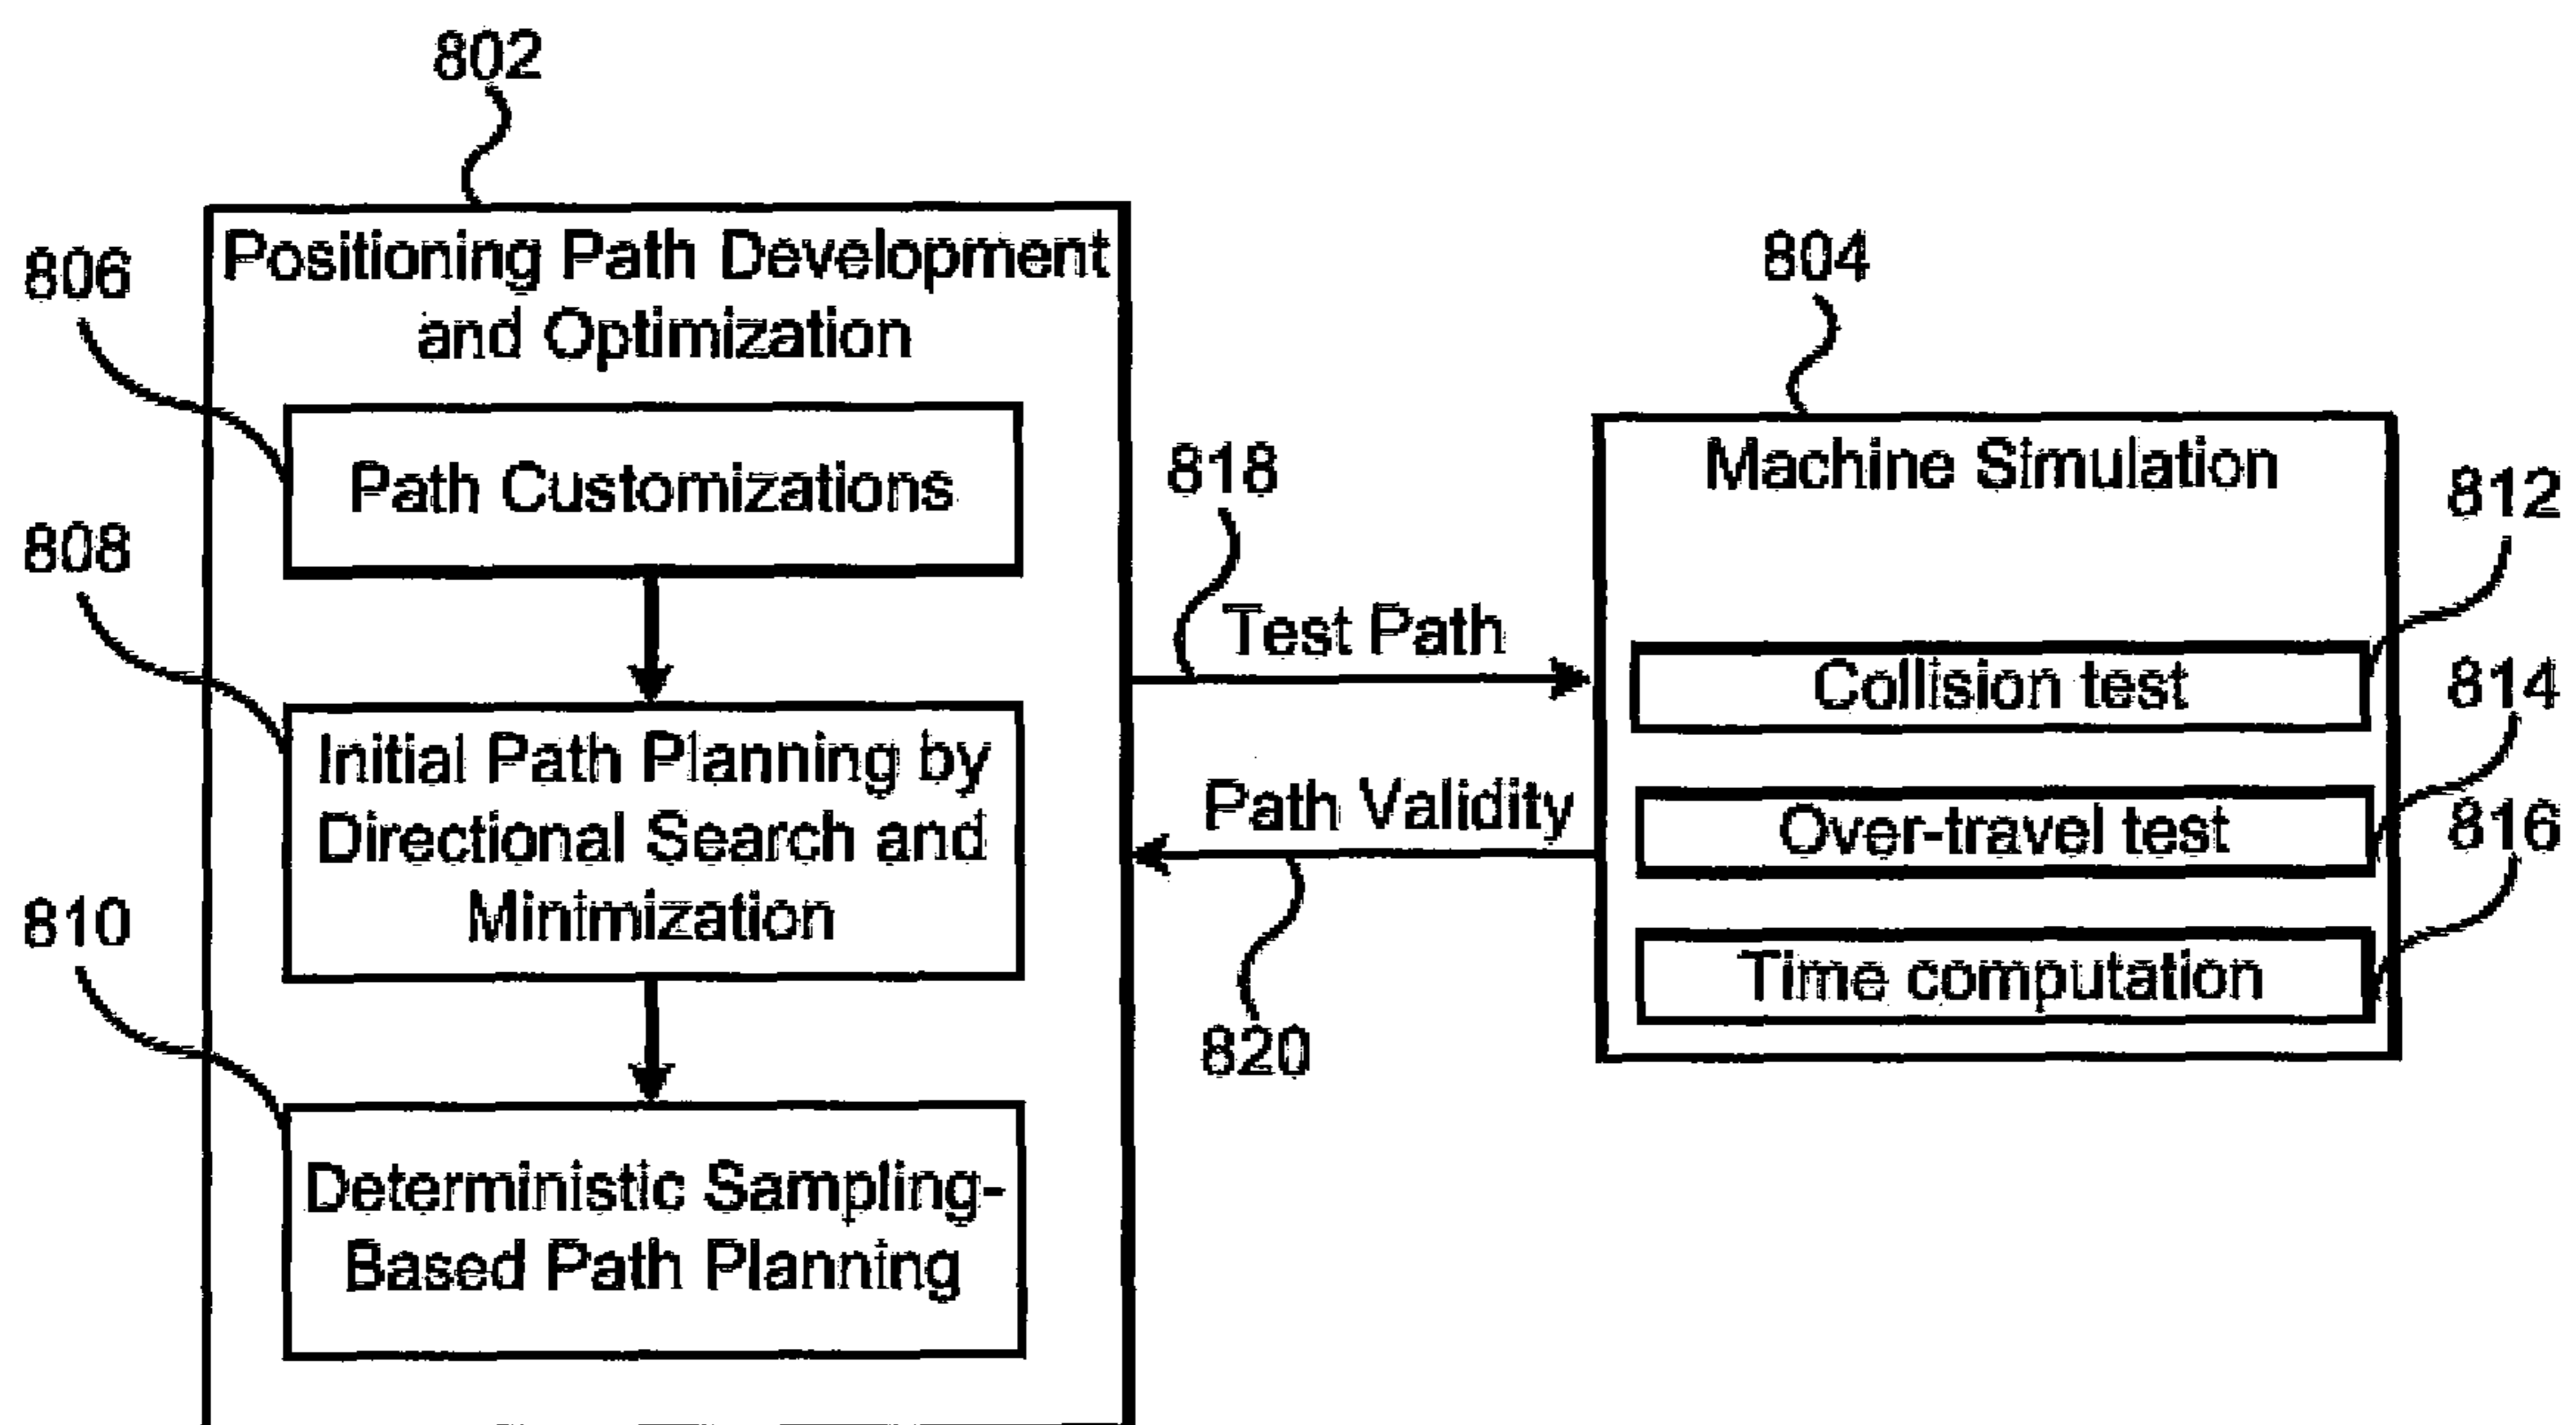 802
Positioning Path Development
and Optimization
806
804
Path Customizations
818
Machine Simulation
812
808
Test Path
Collision test
814
Initial Path Planning by
Directional Search and
Minimization
Path Validity
Over-travel test
816
810
820
Time computation
Deterministic Sampling-
Based Path Planning